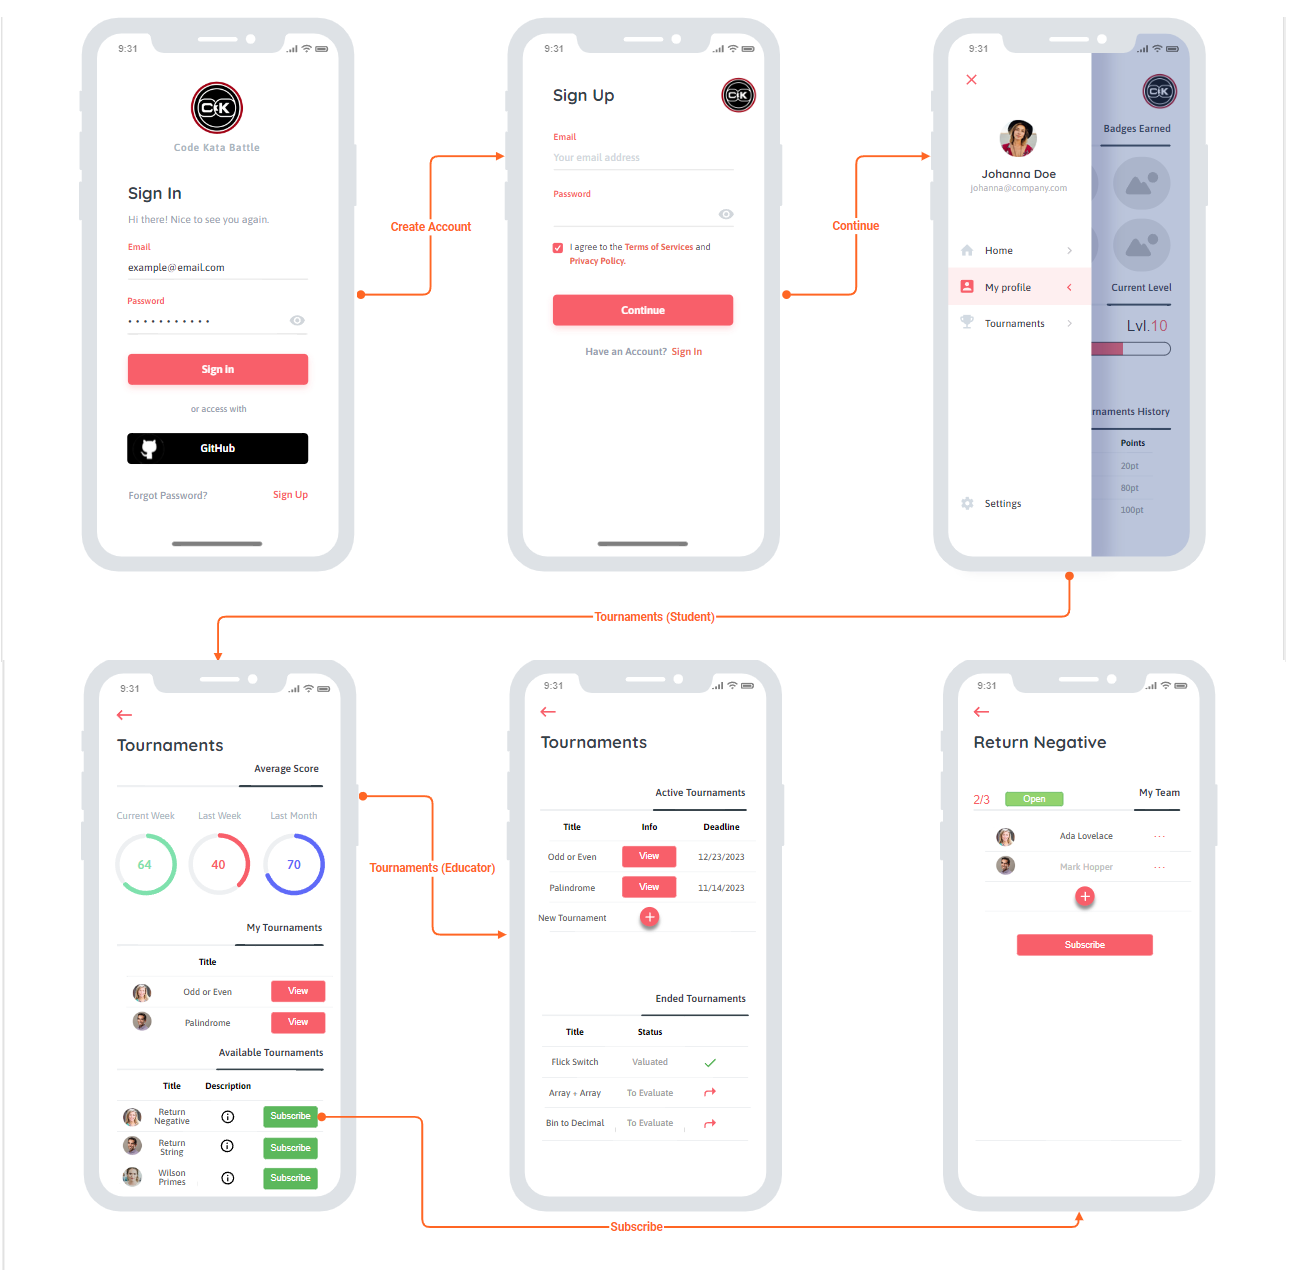 9:31
CK
Code Kata Battle
Sign In
Hi there! Nice to see you again.
Email
example@email.com
Password
Sign in
or access with
GitHub
Forgot Password?
Sign Up
Create Account
9:31
Sign Up
CK
Email
Your email address
Password
I agree to the Terms of Services and
Privacy Policy.
Continue
Have an Account? Sign In
Continue
9:31
CK
Johanna Doe
johanna@company.com
Home
My profile
Tournaments
Settings
Badges Earned
Current Level
Lvl.10
rnaments History
Points
20pt
80pt
100pt
Tournaments (Student)
9:31
Tournaments
Average Score
Current Week
Last Week
Last Month
64
40
70
My Tournaments
Title
Odd or Even
View
Palindrome
View
Available Tournaments
Title
Description
Return
Negative
Subscribe
Return
String
Subscribe
Wilson
Primes
Subscribe
Tournaments (Educator)
9:31
Tournaments
Active Tournaments
Title
Info
Deadline
Odd or Even
View
12/23/2023
Palindrome
View
11/14/2023
New Tournament
+
Ended Tournaments
Title
Status
Flick Switch
Valuated
Array + Array
To Evaluate
Bin to Decimal
To Evaluate
Subscribe
9:31
Return Negative
2/3
Open
My Team
Ada Lovelace
...
Mark Hopper
...
+
Subscribe